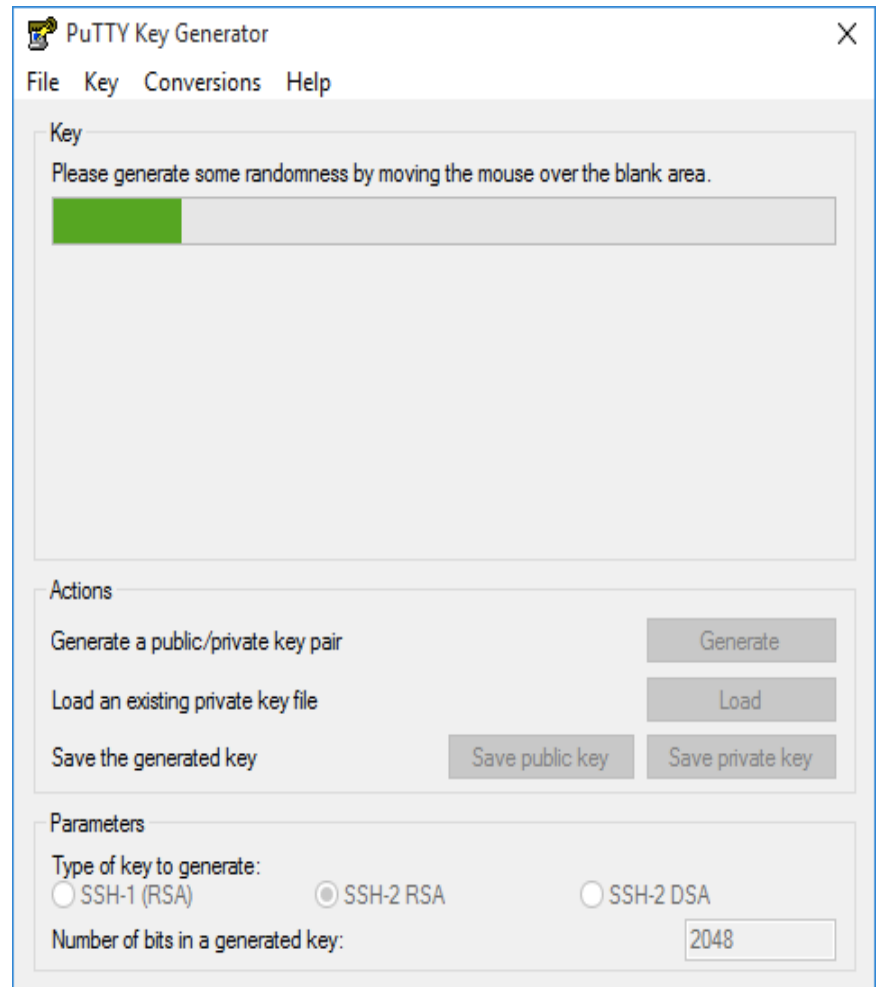 PuTTY Key Generator
File Key Conversions Help
Key
Please generate some randomness by moving the mouse over the blank area.
Actions
Generate a public/private key pair Generate
Load an existing private key file Load
Save the generated key Save public key Save private key
Parameters
Type of key to generate:
SSH-1 (RSA) SSH-2 RSA SSH-2 DSA
Number of bits in a generated key: 2048